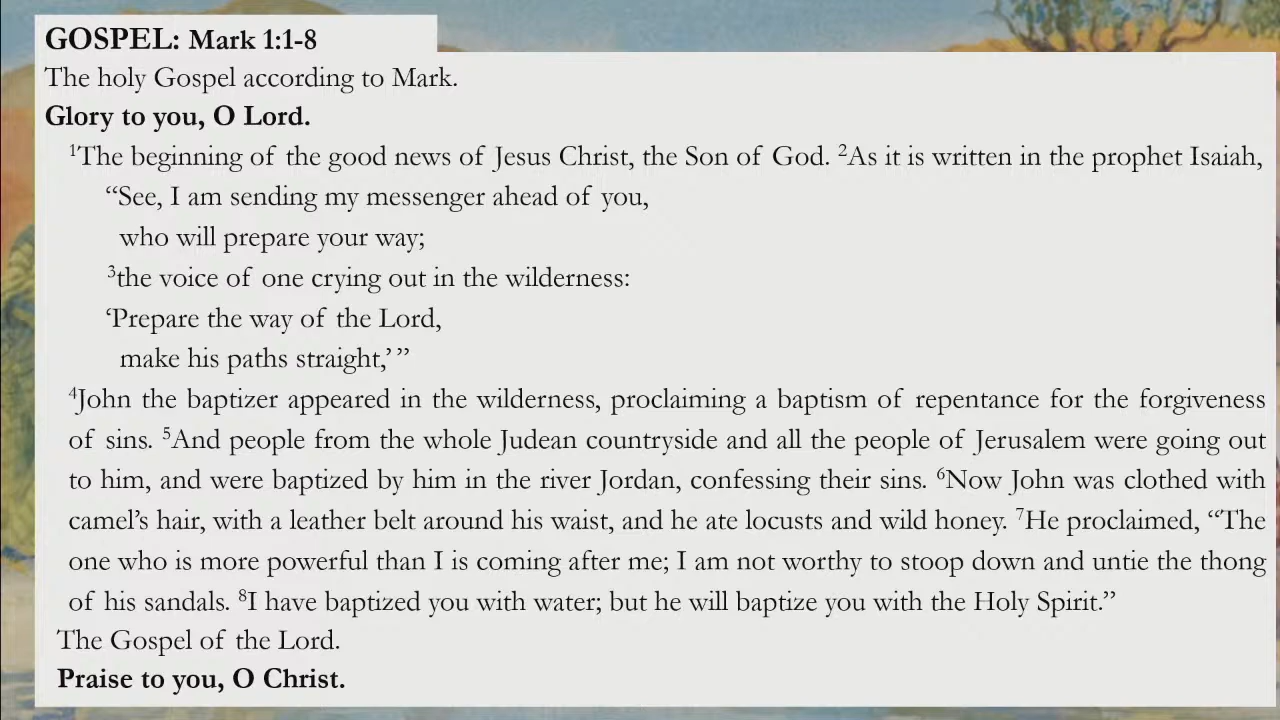 GOSPEL: Mark 1:1-8
The holy Gospel according to Mark.
Glory to you, O Lord.
¹The beginning of the good news of Jesus Christ, the Son of God. ²As it is written in the prophet Isaiah,
“See, I am sending my messenger ahead of you,
who will prepare your way;
³the voice of one crying out in the wilderness:
‘Prepare the way of the Lord,
make his paths straight,’ ”
⁴John the baptizer appeared in the wilderness, proclaiming a baptism of repentance for the forgiveness
of sins. ⁵And people from the whole Judean countryside and all the people of Jerusalem were going out
to him, and were baptized by him in the river Jordan, confessing their sins. ⁶Now John was clothed with
camel’s hair, with a leather belt around his waist, and he ate locusts and wild honey. ⁷He proclaimed, “The
one who is more powerful than I is coming after me; I am not worthy to stoop down and untie the thong
of his sandals. ⁸I have baptized you with water; but he will baptize you with the Holy Spirit.”
The Gospel of the Lord.
Praise to you, O Christ.